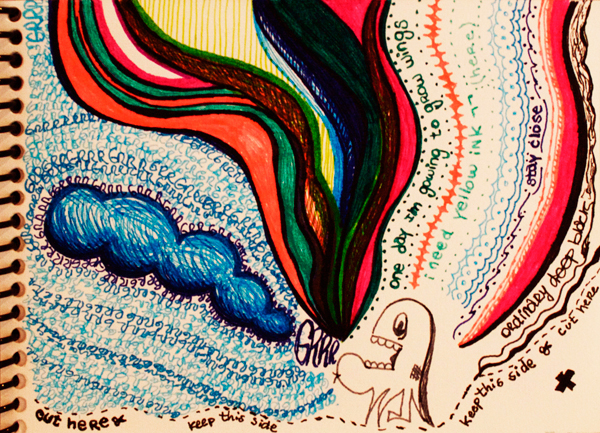 one day i'm gowing to grow wings
i need yellow ink → (here)
stay close
ordinary deep black
Grrr
cut here
keep this side
keep this side & cut here